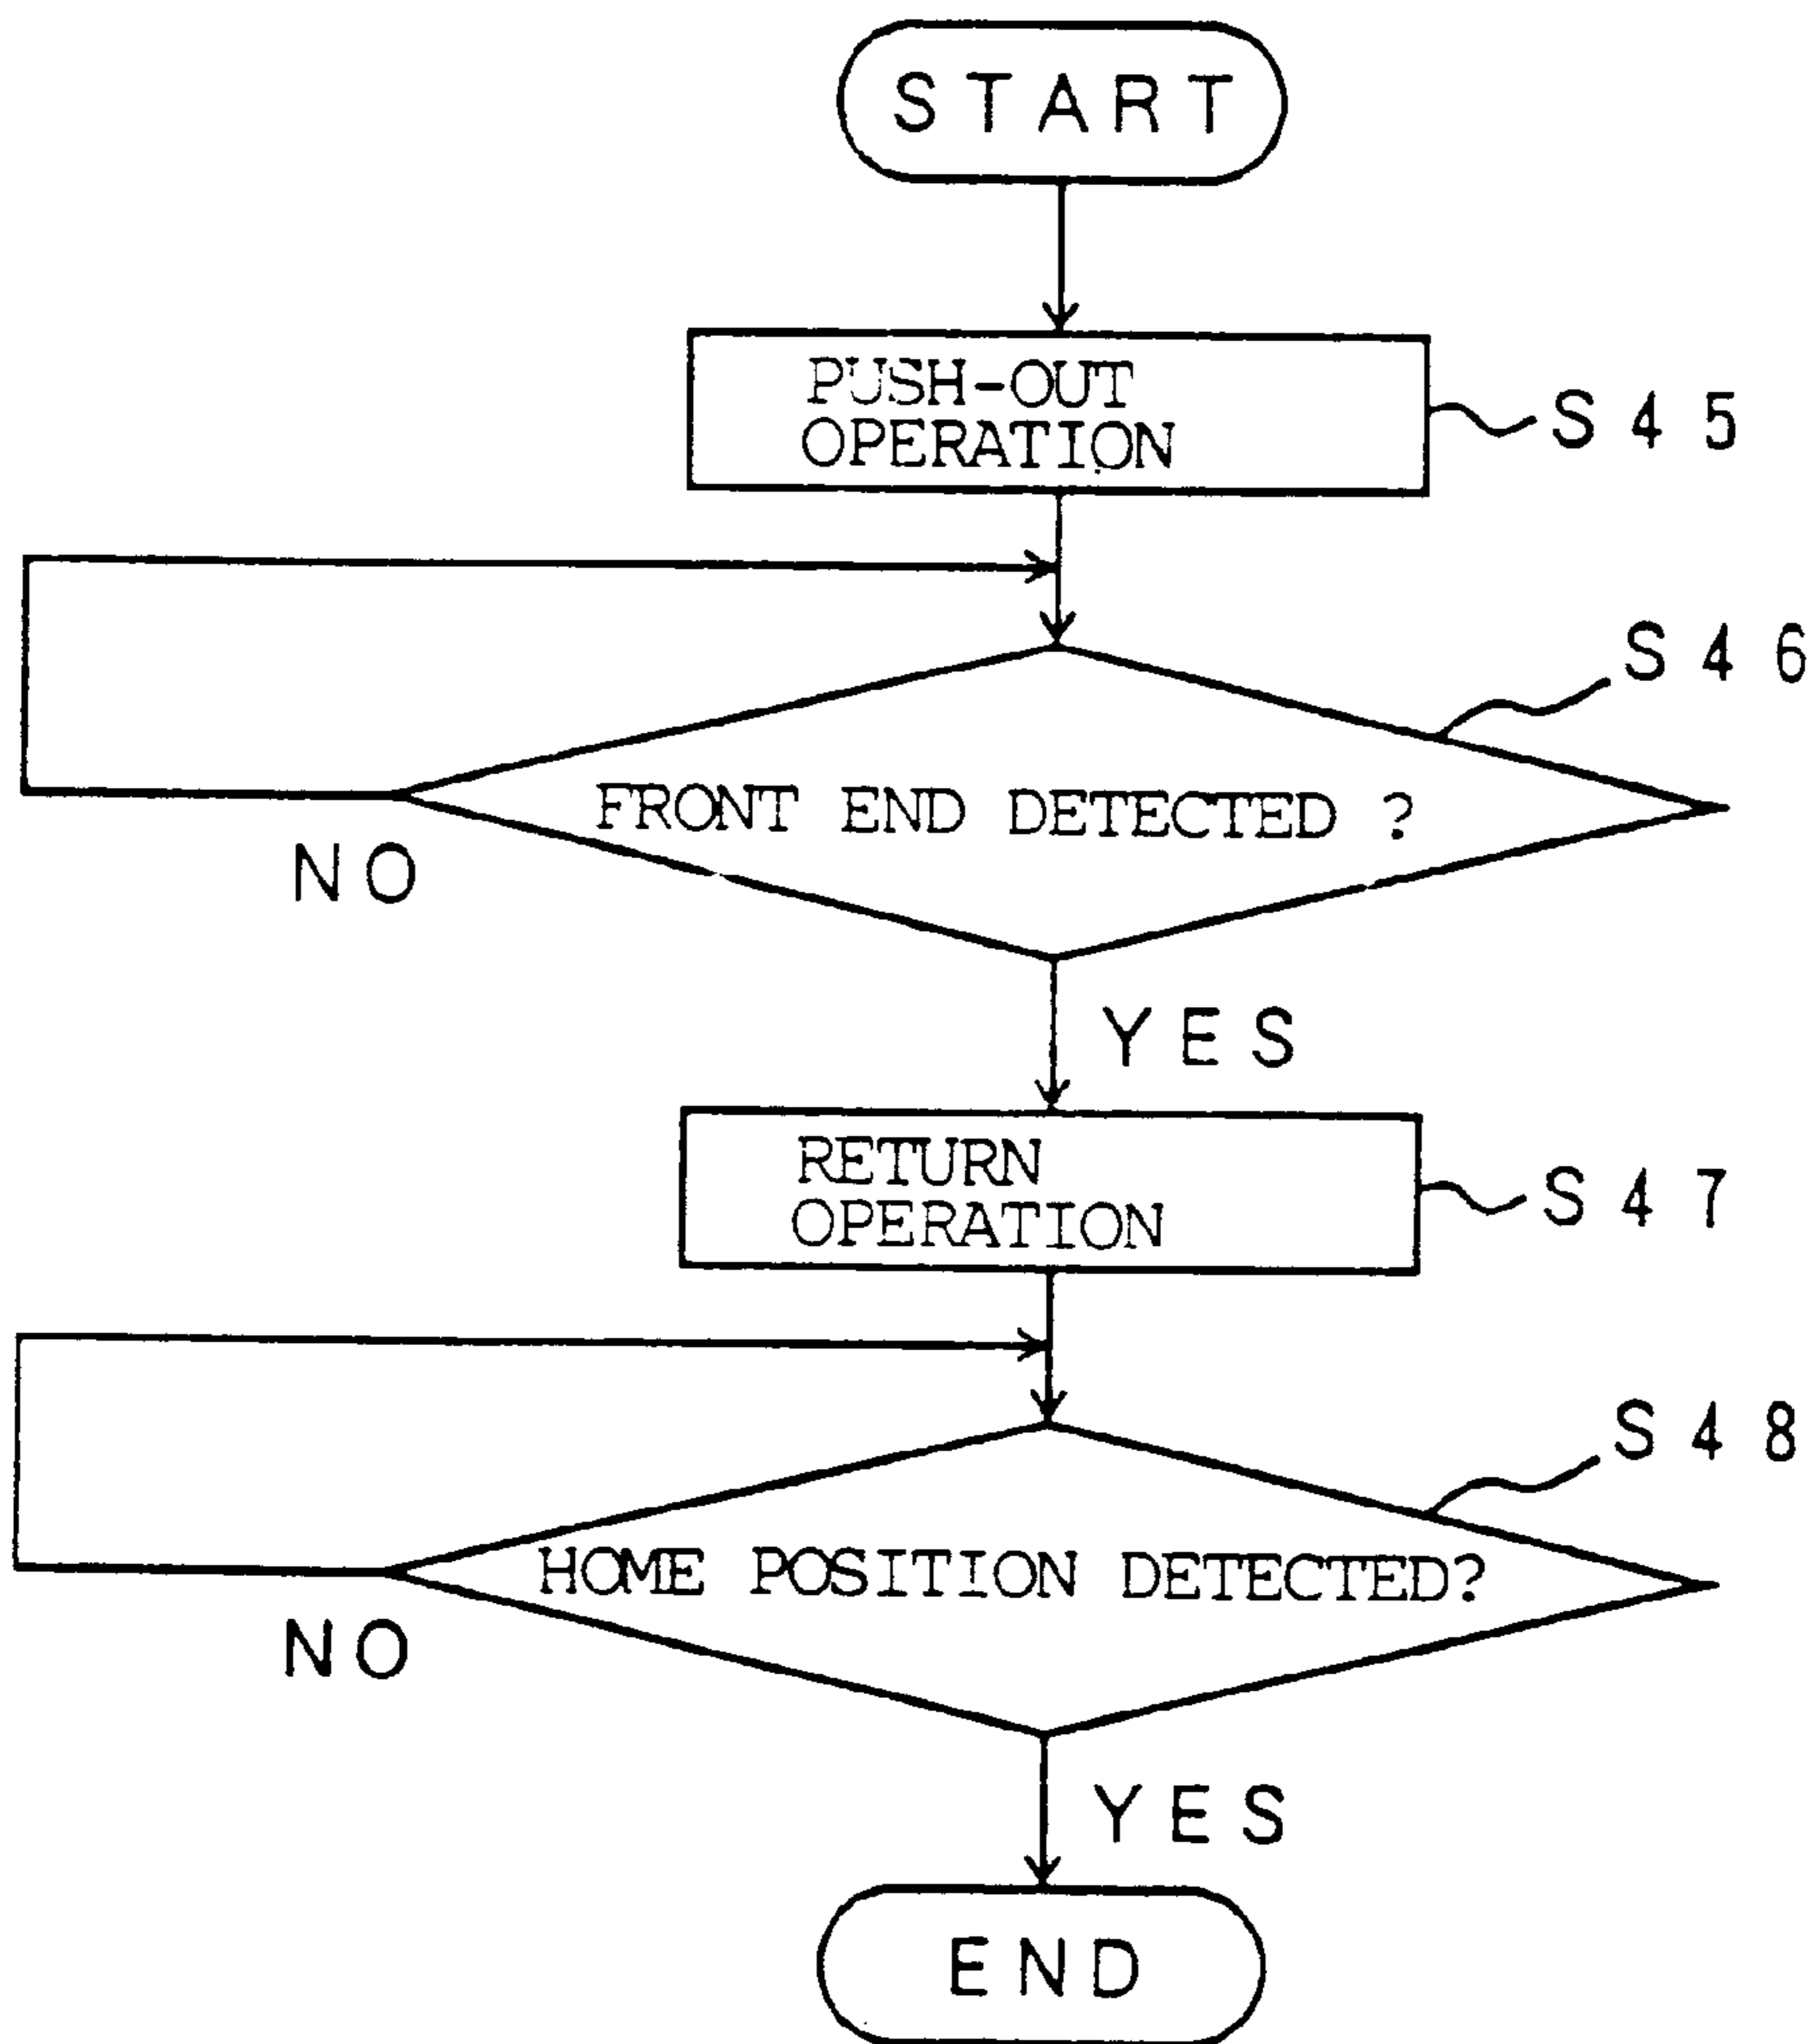 START
PUSH-OUT
OPERATION
S45
S46
FRONT END DETECTED ?
NO
YES
RETURN
OPERATION
S47
S48
HOME POSITION DETECTED?
NO
YES
END